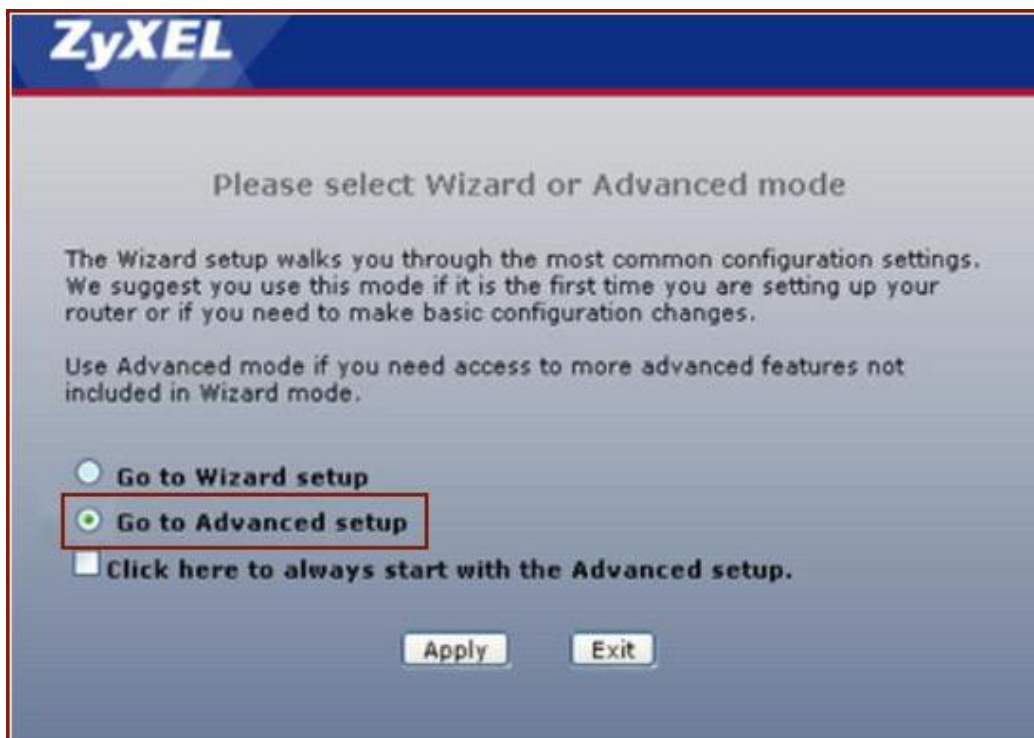 ZyXEL
Please select Wizard or Advanced mode
The Wizard setup walks you through the most common configuration settings.
We suggest you use this mode if it is the first time you are setting up your
router or if you need to make basic configuration changes.
Use Advanced mode if you need access to more advanced features not
included in Wizard mode.
Go to Wizard setup
Go to Advanced setup
Click here to always start with the Advanced setup.
Apply Exit